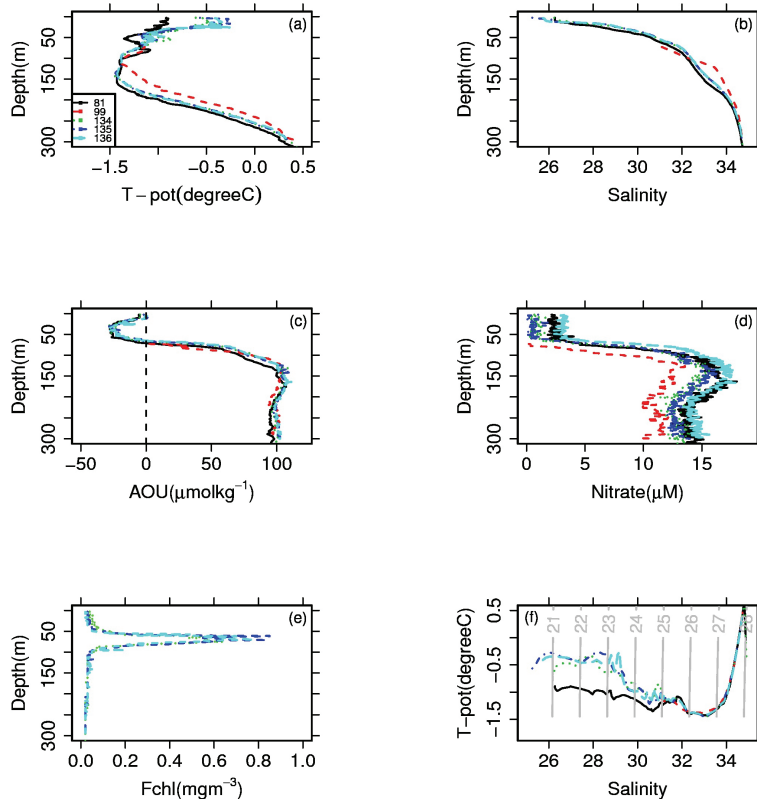 (a)
Depth(m)
50
150
300
81
99
134
135
136
−1.5 −0.5 0.0 0.5
T−pot(degreeC)
(b)
Depth(m)
50
150
300
26 28 30 32 34
Salinity
(c)
Depth(m)
50
150
300
−50 0 50 100
AOU(μmolkg−1)
(d)
Depth(m)
50
150
300
0 5 10 15
Nitrate(μM)
(e)
Depth(m)
50
150
300
0.0 0.2 0.4 0.6 0.8 1.0
Fchl(mgm−3)
(f)
T−pot(degreeC)
0.5
−0.5
−1.5
21 22 23 24 25 26 27 28
26 28 30 32 34
Salinity